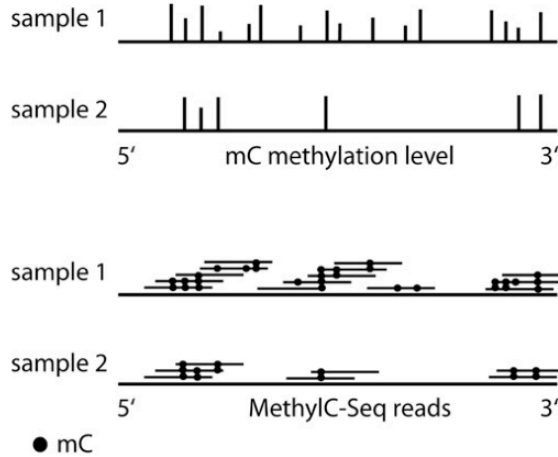 sample 1
sample 2
5‘ mC methylation level 3‘
sample 1
sample 2
5‘ MethylC-Seq reads 3‘
mC